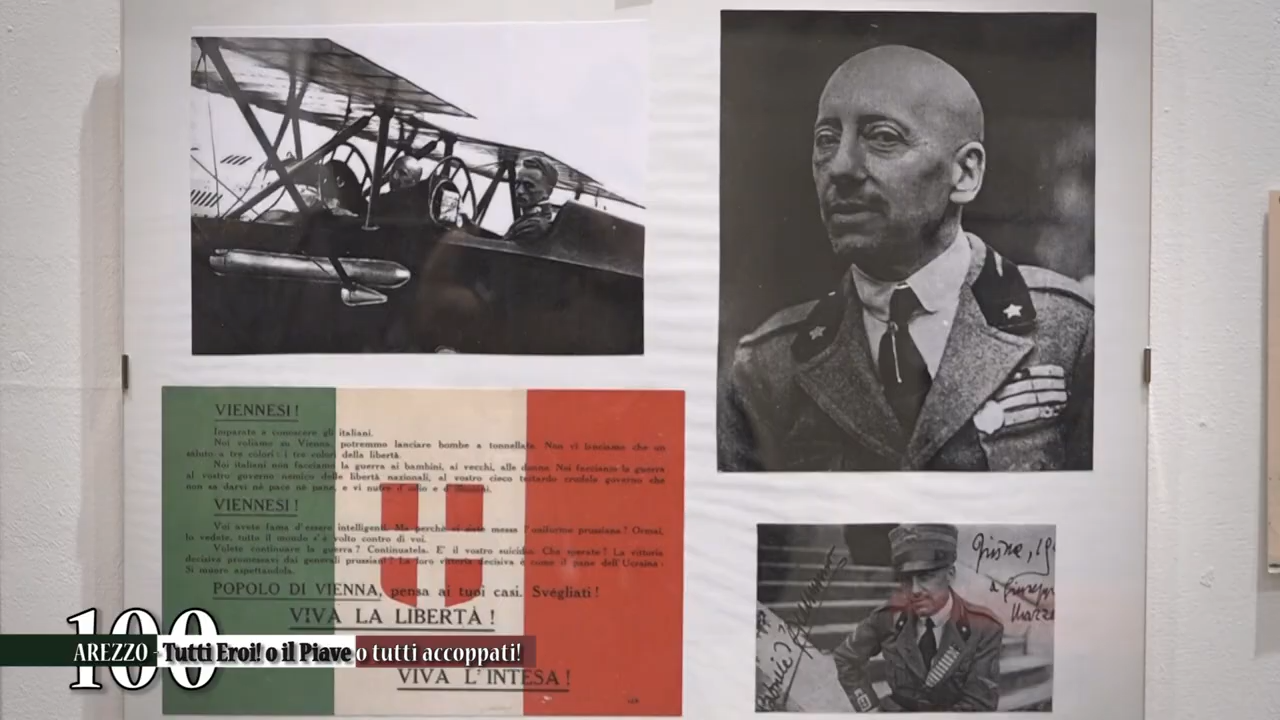 VIENNESI!
Imparate a conoscere gli italiani.
Noi voliamo su Vienna, potremmo lanciare bombe a tonnellate. Non vi lanciamo che un
saluto a tre colori: i tre colori della libertà.
Noi italiani non facciamo la guerra ai bambini, ai vecchi, alle donne. Noi facciamo la guerra
al vostro governo nemico delle libertà nazionali, al vostro cieco testardo crudele governo che
non sa darvi nè pace nè pane, e vi nutre d'odio e d'illusioni.
VIENNESI!
Voi avete fama d'essere intelligenti. Ma perchè vi siete messa l'uniforme prussiana? Ormai,
lo vedete, tutto il mondo s'è volto contro di voi.
Volete continuare la guerra? Continuatela. E' il vostro suicidio. Che sperate? La vittoria
decisiva promessavi dai generali prussiani? La loro vittoria decisiva è come il pane dell'Ucraina:
Si muore aspettandola.
POPOLO DI VIENNA, pensa ai tuoi casi. Svégliati!
VIVA LA LIBERTÀ!
VIVA L'INTESA!
100
AREZZO - Tutti Eroi! o il Piave o tutti accoppati!